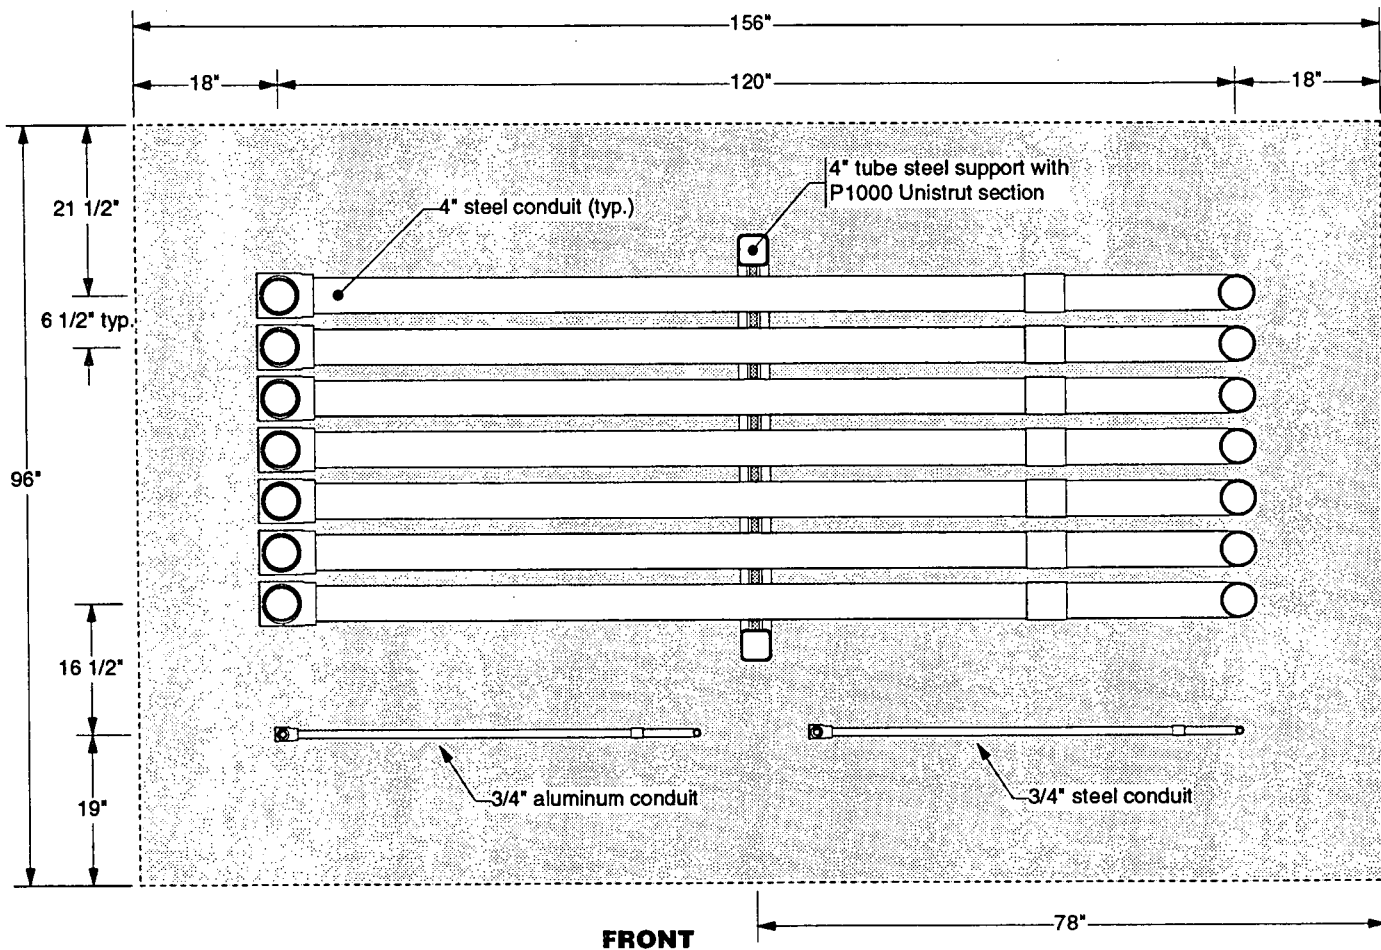 156"
18"
120"
18"
4" tube steel support with
P1000 Unistrut section
21 1/2"
4" steel conduit (typ.)
6 1/2" typ.
96"
16 1/2"
3/4" aluminum conduit
3/4" steel conduit
19"
78"
FRONT